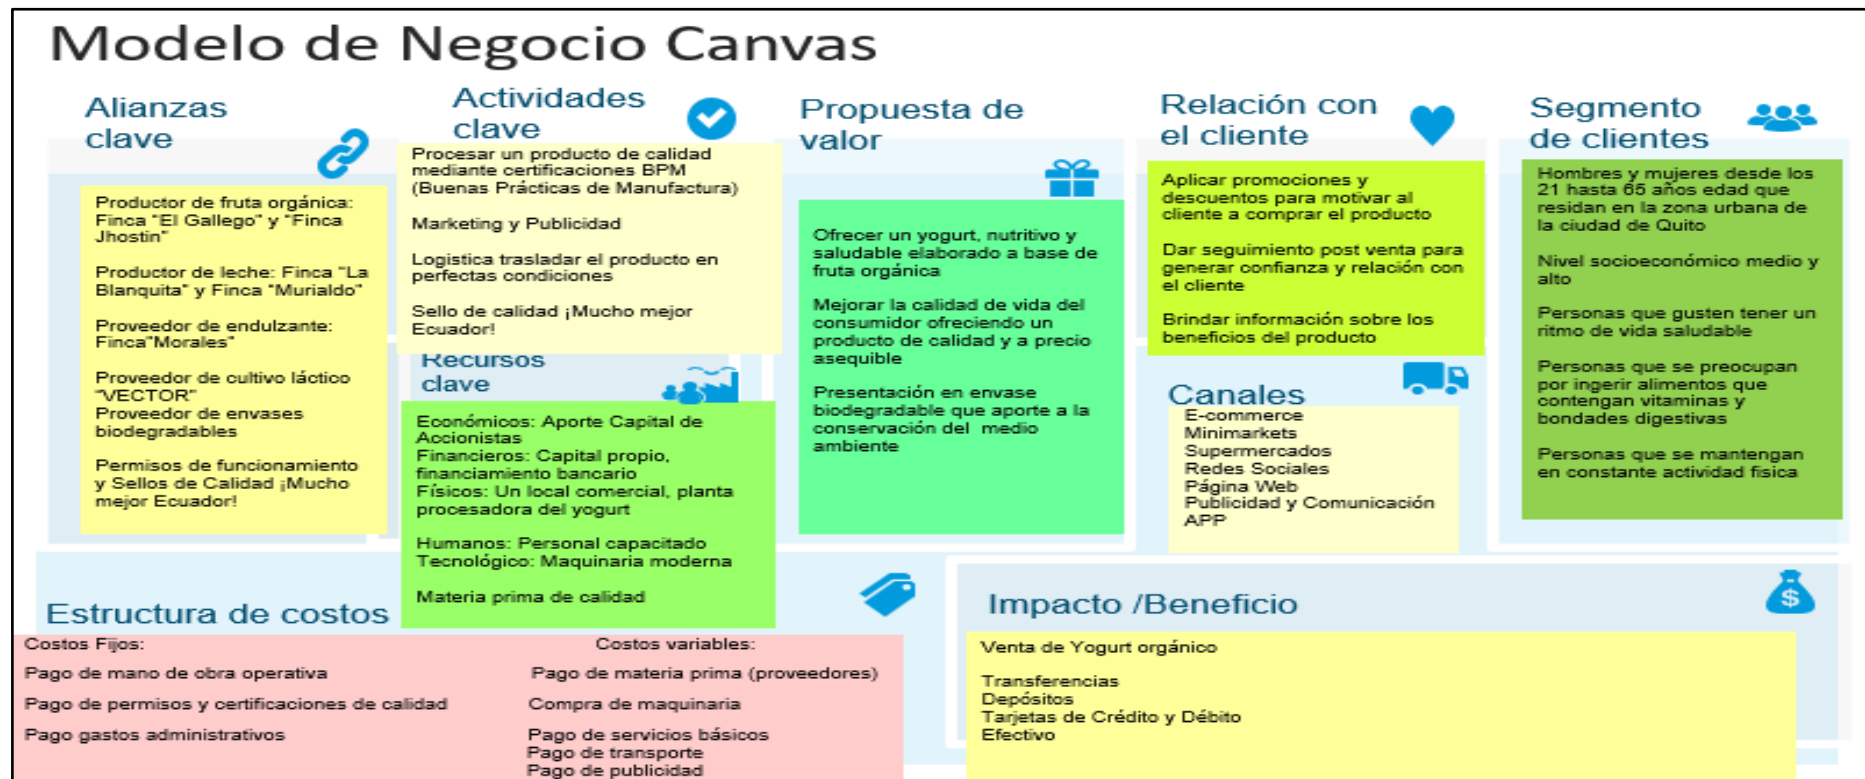 Modelo de Negocio Canvas
Alianzas
clave
Productor de fruta orgánica:
Finca "El Gallego" y "Finca
Jhostin"
Productor de leche: Finca "La
Blanquita" y Finca "Murialdo"
Proveedor de endulzante:
Finca"Morales"
Proveedor de cultivo láctico
"VECTOR"
Proveedor de envases
biodegradables
Permisos de funcionamiento
y Sellos de Calidad ¡Mucho
mejor Ecuador!
Actividades
clave
Procesar un producto de calidad
mediante certificaciones BPM
(Buenas Prácticas de Manufactura)
Marketing y Publicidad
Logistica trasladar el producto en
perfectas condiciones
Sello de calidad ¡Mucho mejor
Ecuador!
Recursos
clave
Económicos: Aporte Capital de
Accionistas
Financieros: Capital propio,
financiamiento bancario
Físicos: Un local comercial, planta
procesadora del yogurt
Humanos: Personal capacitado
Tecnológico: Maquinaria moderna
Materia prima de calidad
Propuesta de
valor
Ofrecer un yogurt, nutritivo y
saludable elaborado a base de
fruta orgánica
Mejorar la calidad de vida del
consumidor ofreciendo un
producto de calidad y a precio
asequible
Presentación en envase
biodegradable que aporte a la
conservación del medio
ambiente
Relación con
el cliente
Aplicar promociones y
descuentos para motivar al
cliente a comprar el producto
Dar seguimiento post venta para
generar confianza y relación con
el cliente
Brindar información sobre los
beneficios del producto
Canales
E-commerce
Minimarkets
Supermercados
Redes Sociales
Página Web
Publicidad y Comunicación
APP
Segmento
de clientes
Hombres y mujeres desde los
21 hasta 65 años edad que
residan en la zona urbana de
la ciudad de Quito
Nivel socioeconómico medio y
alto
Personas que gusten tener un
ritmo de vida saludable
Personas que se preocupan
por ingerir alimentos que
contengan vitaminas y
bondades digestivas
Personas que se mantengan
en constante actividad fisica
Estructura de costos
Costos Fijos:
Pago de mano de obra operativa
Pago de permisos y certificaciones de calidad
Pago gastos administrativos
Costos variables:
Pago de materia prima (proveedores)
Compra de maquinaria
Pago de servicios básicos
Pago de transporte
Pago de publicidad
Impacto /Beneficio
$
Venta de Yogurt orgánico
Transferencias
Depósitos
Tarjetas de Crédito y Débito
Efectivo